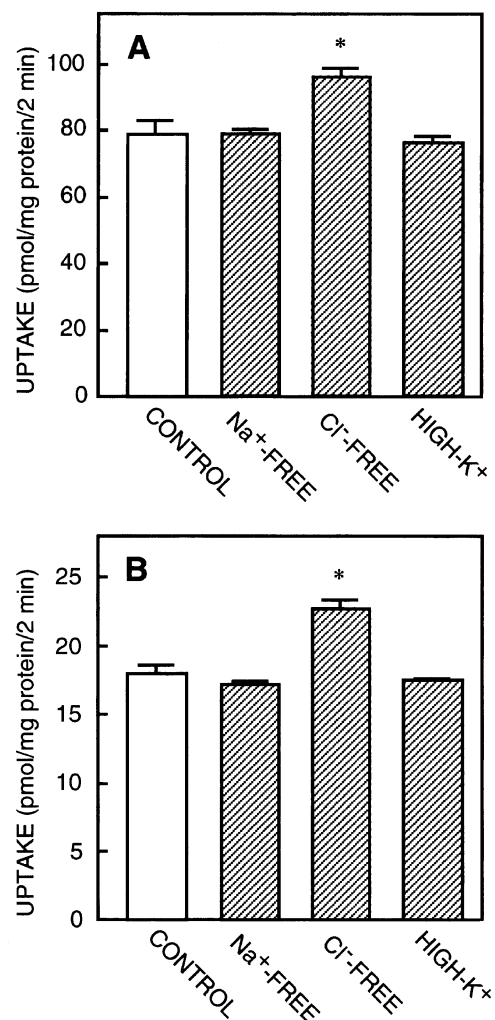 A
*
UPTAKE (pmol/mg protein/2 min)
100
80
60
40
20
0
CONTROL
Na⁺-FREE
Cl⁻-FREE
HIGH-K⁺
B
*
UPTAKE (pmol/mg protein/2 min)
25
20
15
10
5
0
CONTROL
Na⁺-FREE
Cl⁻-FREE
HIGH-K⁺